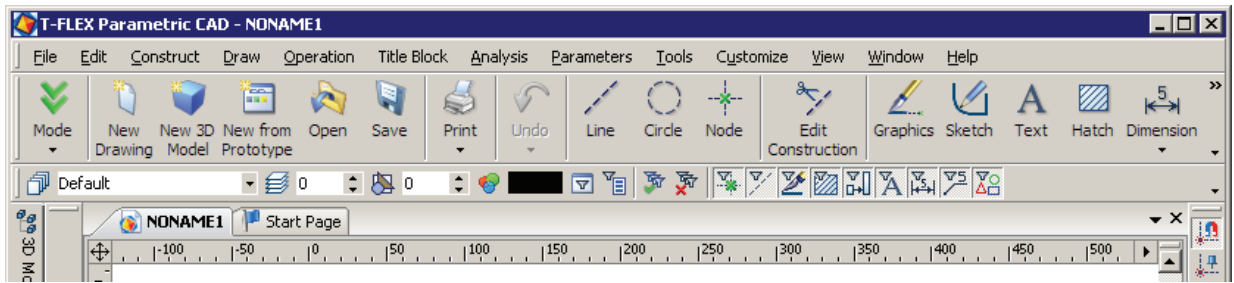 T-FLEX Parametric CAD - NONAME1
File Edit Construct Draw Operation Title Block Analysis Parameters Tools Customize View Window Help
Mode New Drawing New 3D Model New from Prototype Open Save Print Undo Line Circle Node Edit Construction Graphics Sketch Text Hatch Dimension
Default 0 0
NONAME1 Start Page
-100 -50 0 50 100 150 200 250 300 350 400 450 500
3D